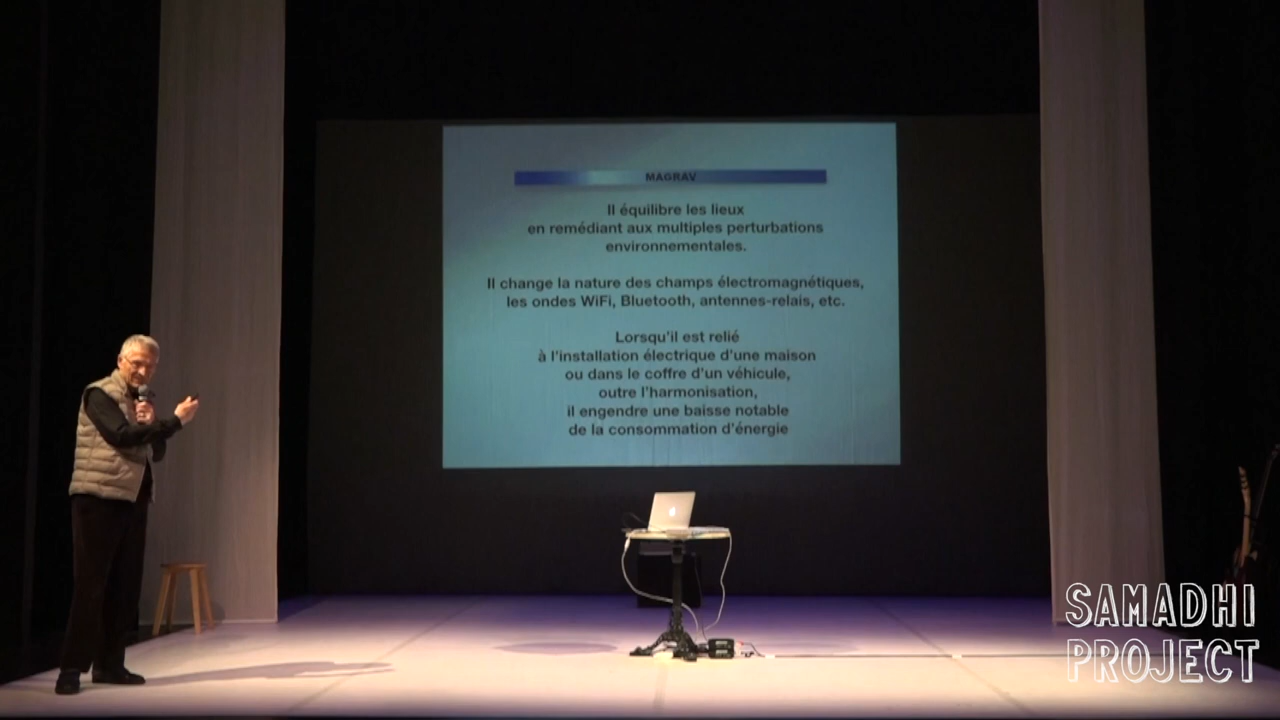 MAGRAV
Il équilibre les lieux
en remédiant aux multiples perturbations
environnementales.
Il change la nature des champs électromagnétiques,
les ondes WiFi, Bluetooth, antennes-relais, etc.
Lorsqu'il est relié
à l'installation électrique d'une maison
ou dans le coffre d'un véhicule,
outre l'harmonisation,
il engendre une baisse notable
de la consommation d'énergie
SAMADHI
PROJECT